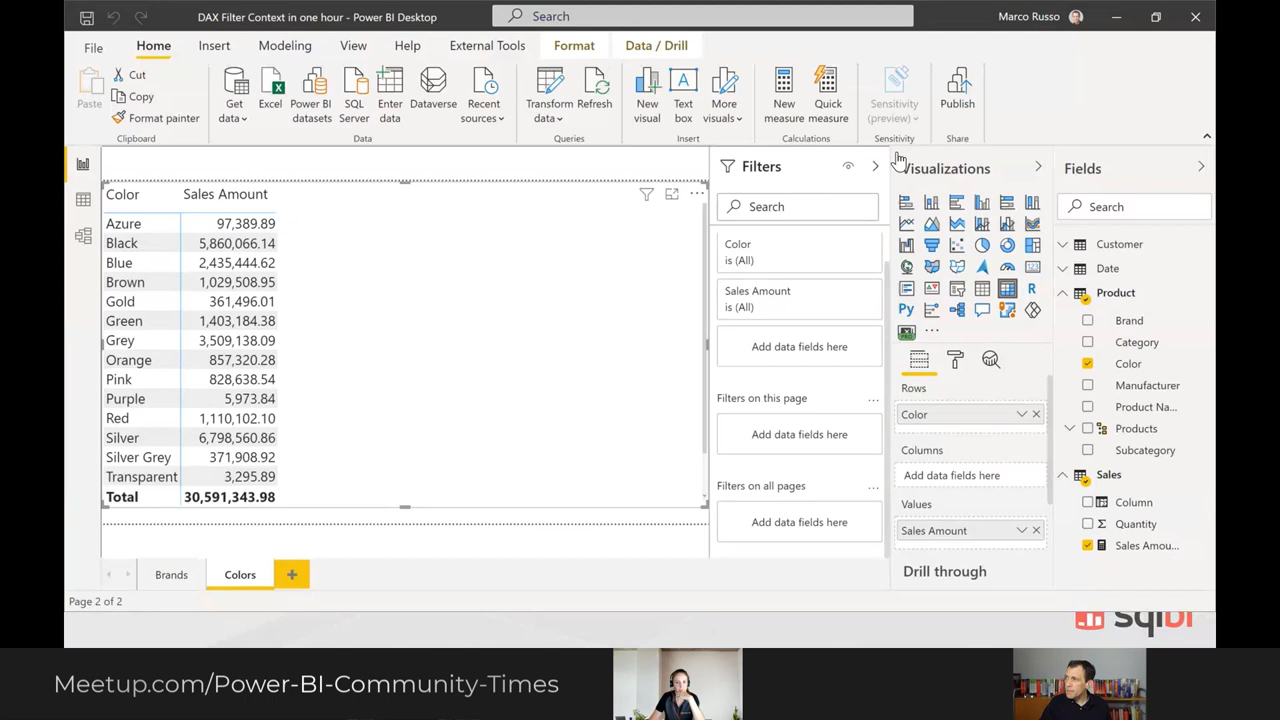 DAX Filter Context in one hour - Power BI Desktop
Search
Marco Russo
File
Home
Insert
Modeling
View
Help
External Tools
Format
Data / Drill
Paste
Cut
Copy
Format painter
Clipboard
Get data
Excel
Power BI datasets
SQL Server
Enter data
Dataverse
Recent sources
Data
Transform data
Refresh
Queries
New visual
Text box
More visuals
Insert
New measure
Quick measure
Calculations
Sensitivity (preview)
Sensitivity
Publish
Share
Color Sales Amount
Azure 97,389.89
Black 5,860,066.14
Blue 2,435,444.62
Brown 1,029,508.95
Gold 361,496.01
Green 1,403,184.38
Grey 3,509,138.09
Orange 857,320.28
Pink 828,638.54
Purple 5,973.84
Red 1,110,102.10
Silver 6,798,560.86
Silver Grey 371,908.92
Transparent 3,295.89
Total 30,591,343.98
Filters
Search
Color
is (All)
Sales Amount
is (All)
Add data fields here
Filters on this page
...
Add data fields here
Filters on all pages
...
Add data fields here
Visualizations
R
Py
PRO
...
Rows
Color
Columns
Add data fields here
Values
Sales Amount
Drill through
Fields
Search
Customer
Date
Product
Brand
Category
Color
Manufacturer
Product Na...
Products
Subcategory
Sales
Column
Σ Quantity
Sales Amou...
Brands
Colors
Page 2 of 2
sqlbi
Meetup.com/Power-BI-Community-Times